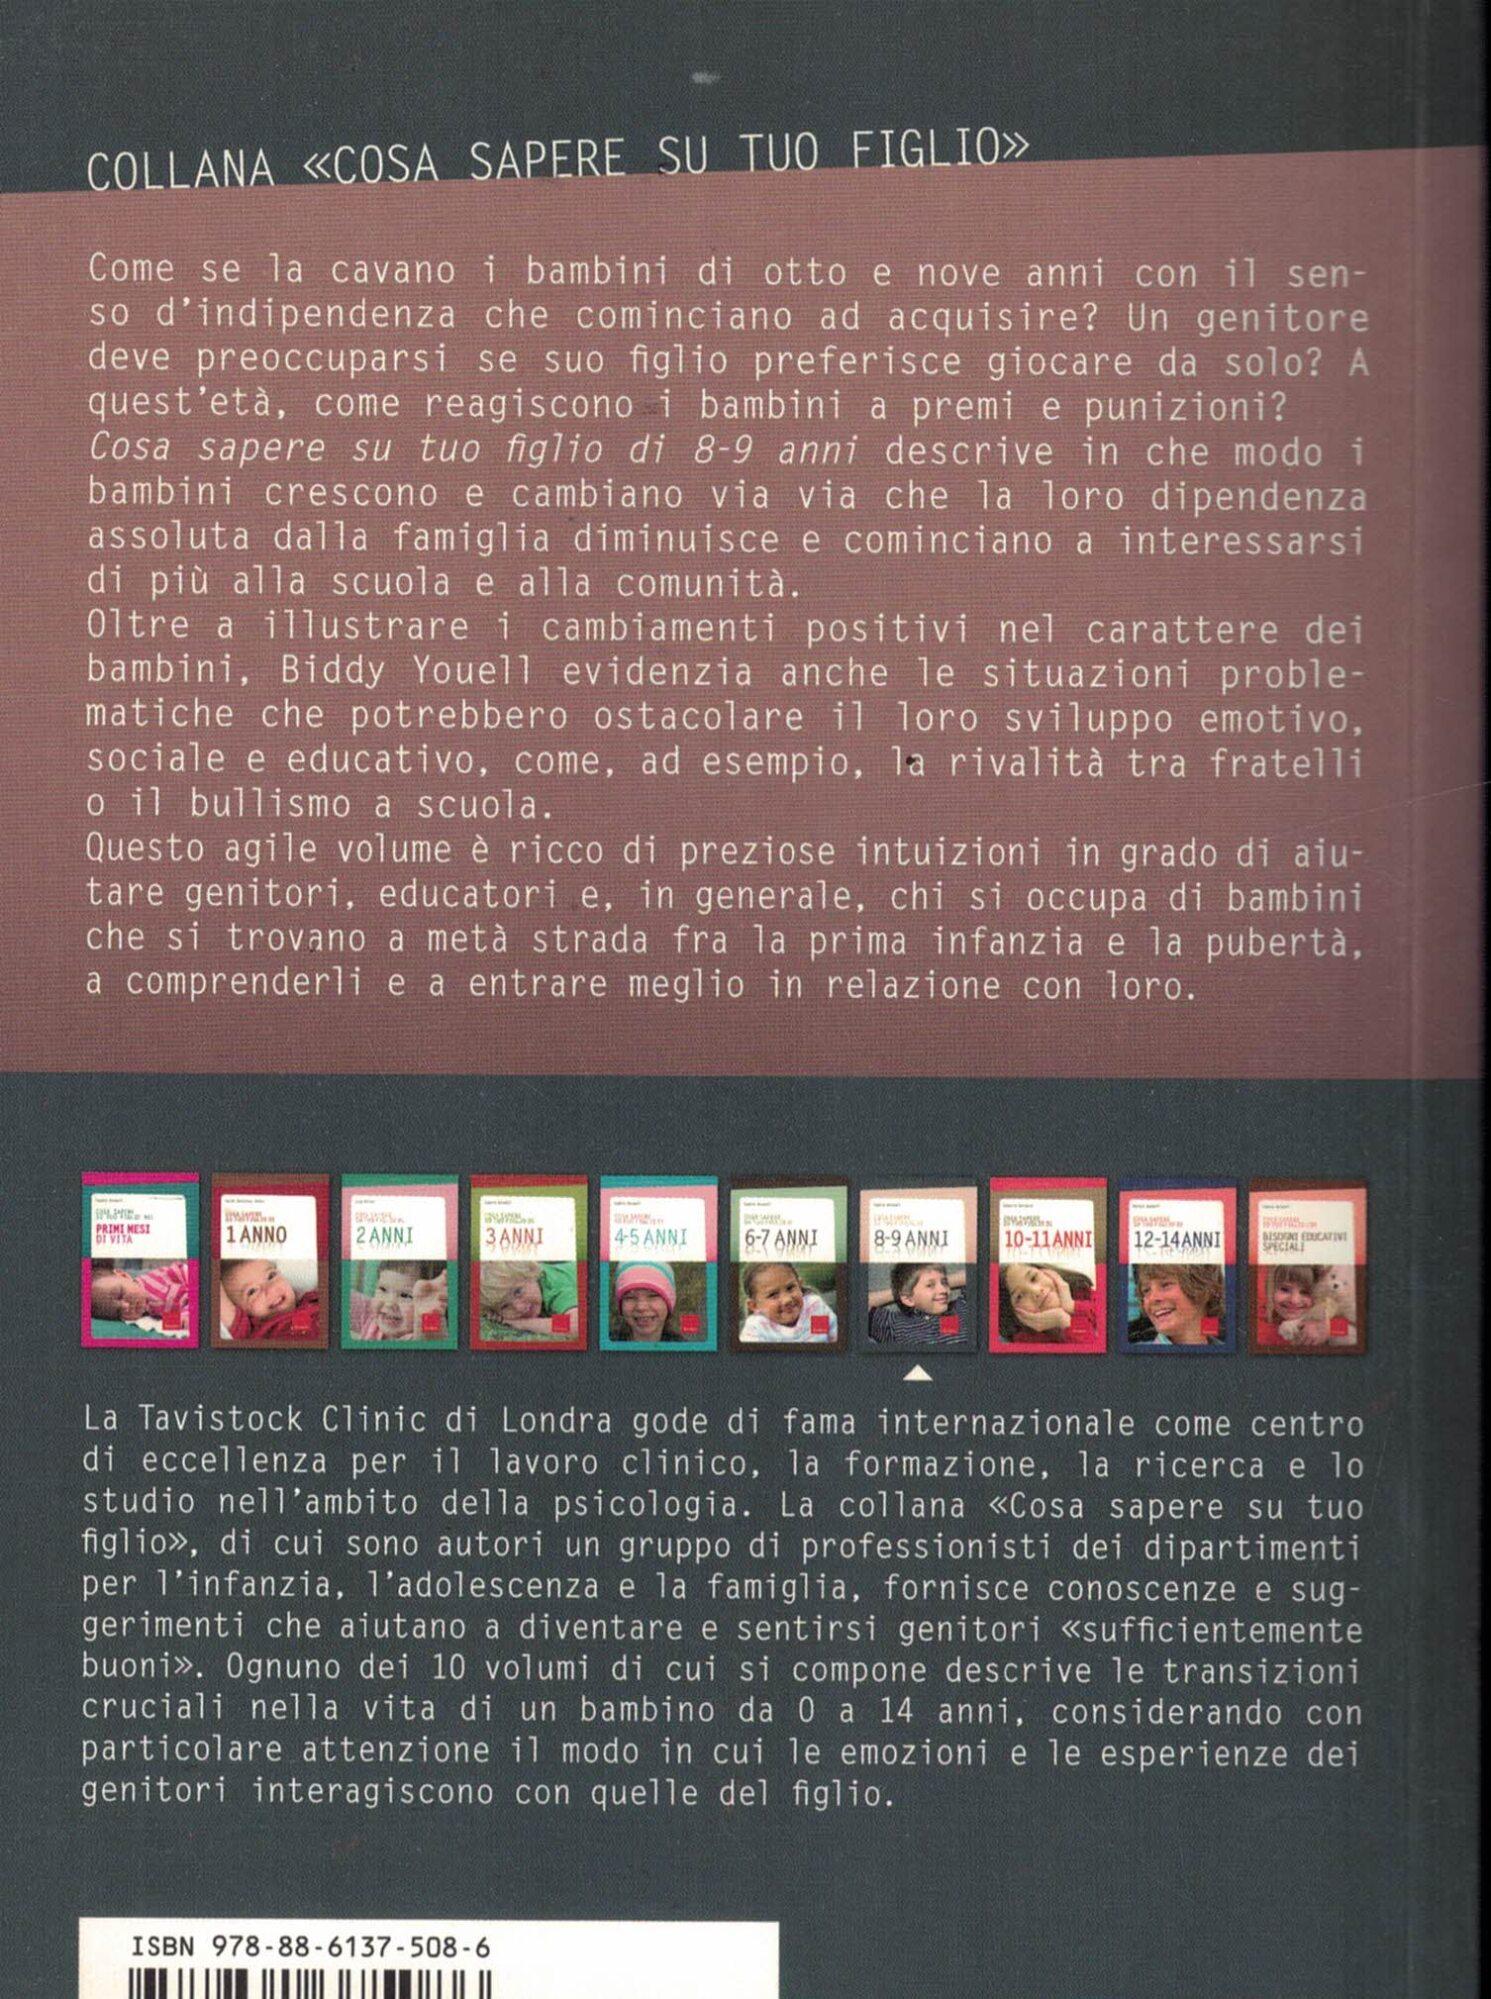 COLLANA «COSA SAPERE SU TUO FIGLIO»
Come se la cavano i bambini di otto e nove anni con il sen-
so d'indipendenza che cominciano ad acquisire? Un genitore
deve preoccuparsi se suo figlio preferisce giocare da solo? A
quest'età, come reagiscono i bambini a premi e punizioni?
Cosa sapere su tuo figlio di 8-9 anni descrive in che modo i
bambini crescono e cambiano via via che la loro dipendenza
assoluta dalla famiglia diminuisce e cominciano a interessarsi
di più alla scuola e alla comunità.
Oltre a illustrare i cambiamenti positivi nel carattere dei
bambini, Biddy Youell evidenzia anche le situazioni proble-
matiche che potrebbero ostacolare il loro sviluppo emotivo,
sociale e educativo, come, ad esempio, la rivalità tra fratelli
o il bullismo a scuola.
Questo agile volume è ricco di preziose intuizioni in grado di aiu-
tare genitori, educatori e, in generale, chi si occupa di bambini
che si trovano a metà strada fra la prima infanzia e la pubertà,
a comprenderli e a entrare meglio in relazione con loro.
PRIMI MESI
DI VITA
1 ANNO
2 ANNI
3 ANNI
4-5 ANNI
6-7 ANNI
8-9 ANNI
10-11 ANNI
12-14 ANNI
BISOGNI EDUCATIVI
SPECIALI
La Tavistock Clinic di Londra gode di fama internazionale come centro
di eccellenza per il lavoro clinico, la formazione, la ricerca e lo
studio nell'ambito della psicologia. La collana «Cosa sapere su tuo
figlio», di cui sono autori un gruppo di professionisti dei dipartimenti
per l'infanzia, l'adolescenza e la famiglia, fornisce conoscenze e sug-
gerimenti che aiutano a diventare e sentirsi genitori «sufficientemente
buoni». Ognuno dei 10 volumi di cui si compone descrive le transizioni
cruciali nella vita di un bambino da 0 a 14 anni, considerando con
particolare attenzione il modo in cui le emozioni e le esperienze dei
genitori interagiscono con quelle del figlio.
ISBN 978-88-6137-508-6